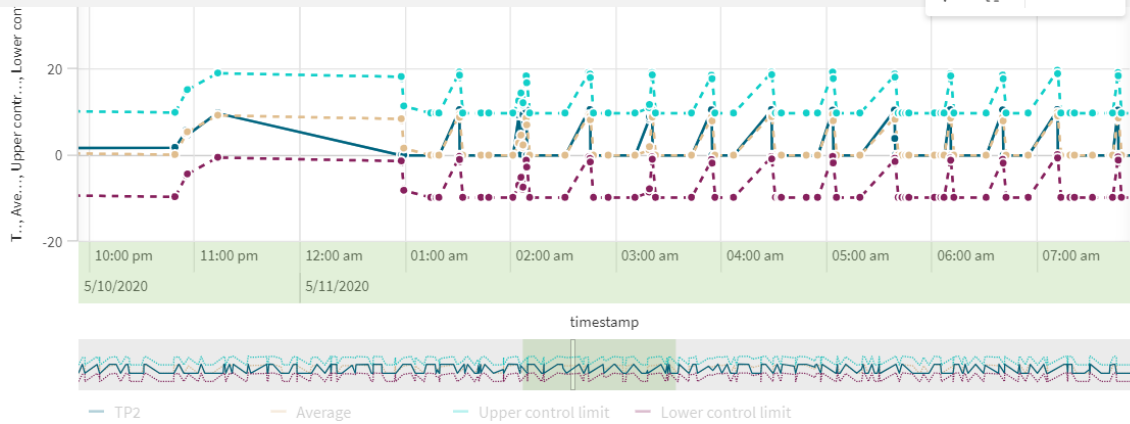 T.., Ave..., Upper contr..., Lower con
20
0
-20
10:00 pm 11:00 pm 12:00 am 01:00 am 02:00 am 03:00 am 04:00 am 05:00 am 06:00 am 07:00 am
5/10/2020 5/11/2020
timestamp
TP2 Average Upper control limit Lower control limit